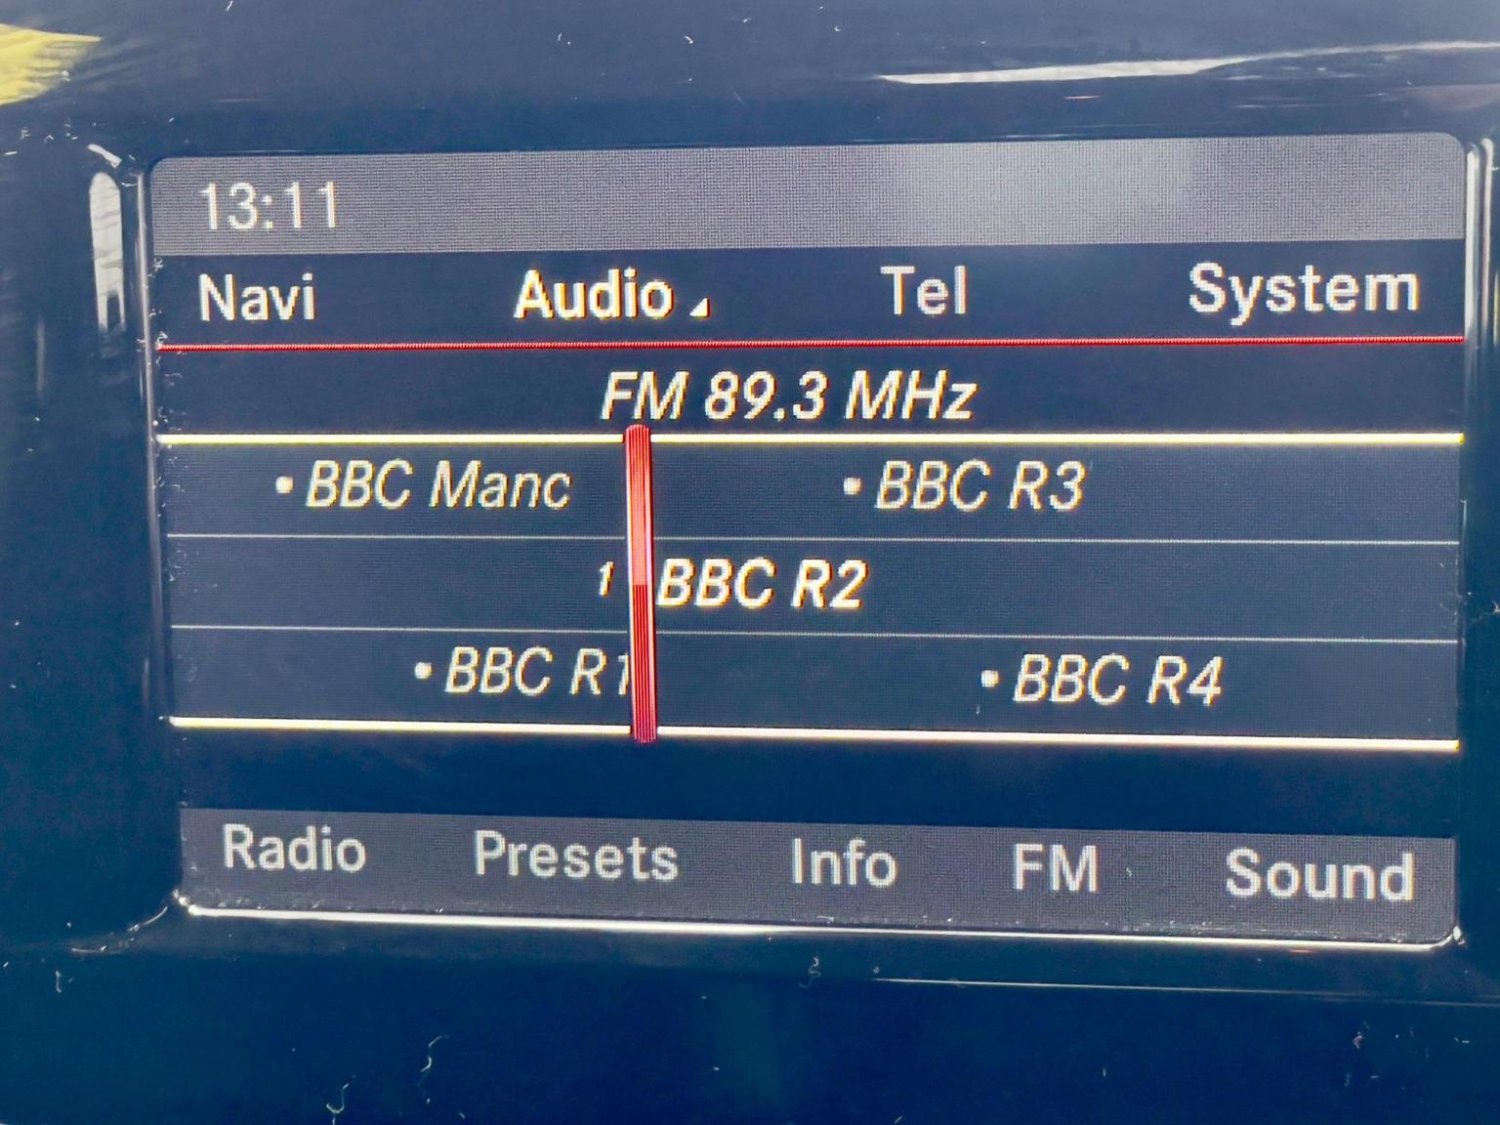 13:11
Navi Audio Tel System
FM 89.3 MHz
• BBC Manc • BBC R3
1 BBC R2
• BBC R1 • BBC R4
Radio Presets Info FM Sound